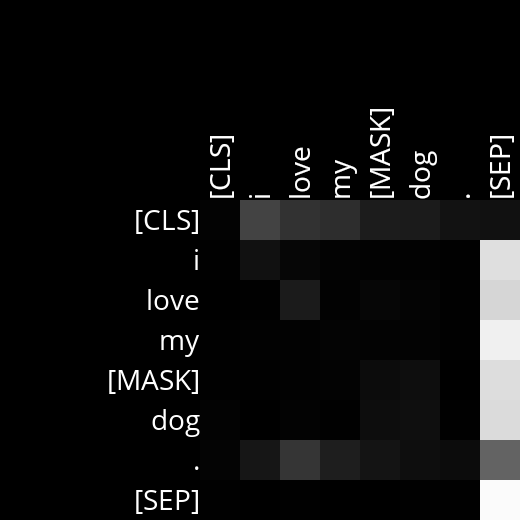 [CLS]
i
love
my
[MASK]
dog
.
[SEP]
[CLS]
i
love
my
[MASK]
dog
.
[SEP]